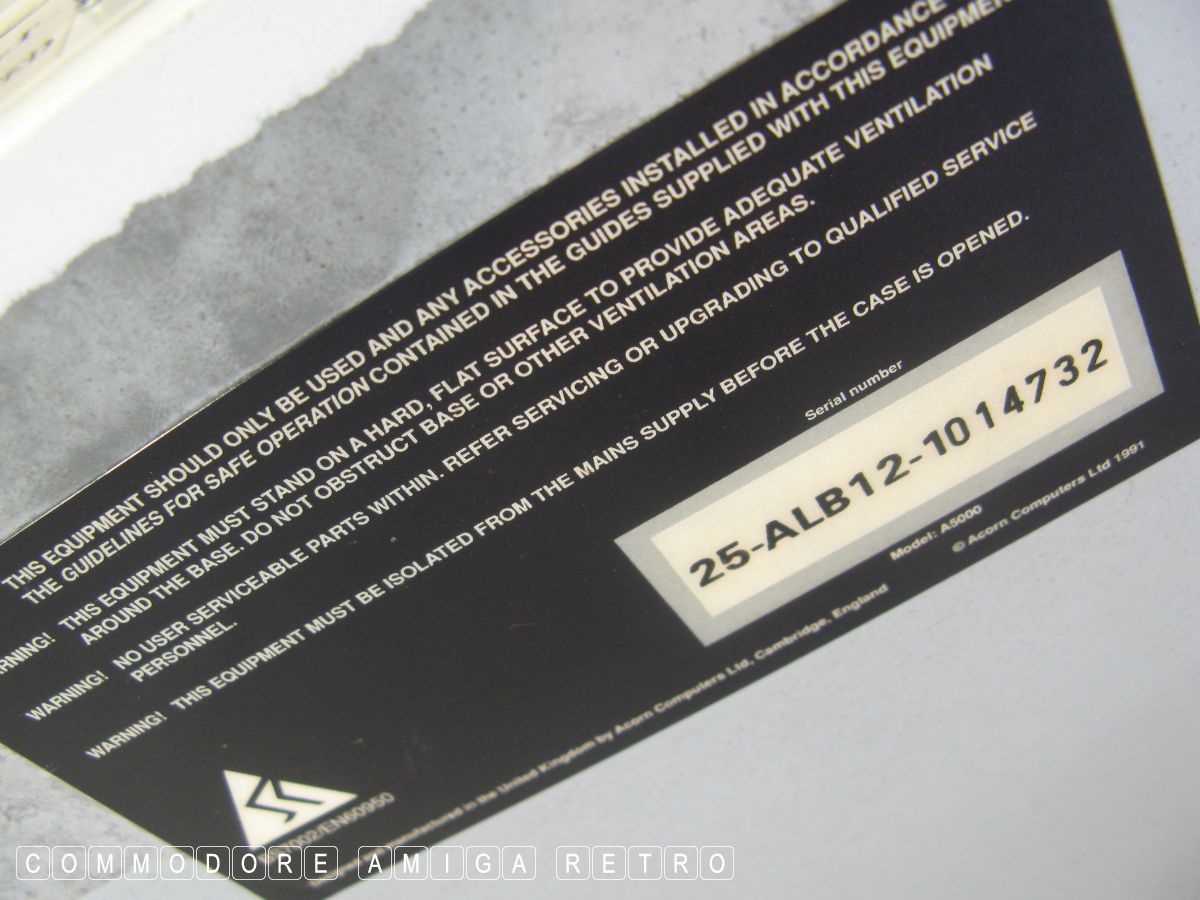 THIS EQUIPMENT SHOULD ONLY BE USED AND ANY ACCESSORIES INSTALLED IN ACCORDANCE
THE GUIDELINES FOR SAFE OPERATION CONTAINED IN THE GUIDES SUPPLIED WITH THIS EQUIPMEN
RNING! THIS EQUIPMENT MUST STAND ON A HARD, FLAT SURFACE TO PROVIDE ADEQUATE VENTILATION
AROUND THE BASE. DO NOT OBSTRUCT BASE OR OTHER VENTILATION AREAS.
WARNING! NO USER SERVICEABLE PARTS WITHIN. REFER SERVICING OR UPGRADING TO QUALIFIED SERVICE
PERSONNEL.
WARNING! THIS EQUIPMENT MUST BE ISOLATED FROM THE MAINS SUPPLY BEFORE THE CASE IS OPENED.
Serial number
25-ALB12-1014732
Model: A5000
© Acorn Computers Ltd 1991
manufactured in the United Kingdom by Acorn Computers Ltd, Cambridge, England
7002/EN60950
COMMODORE AMIGA RETRO